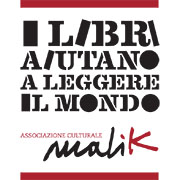 I LIBRI
AIUTANO
A LEGGERE
IL MONDO
ASSOCIAZIONE CULTURALE
maliK